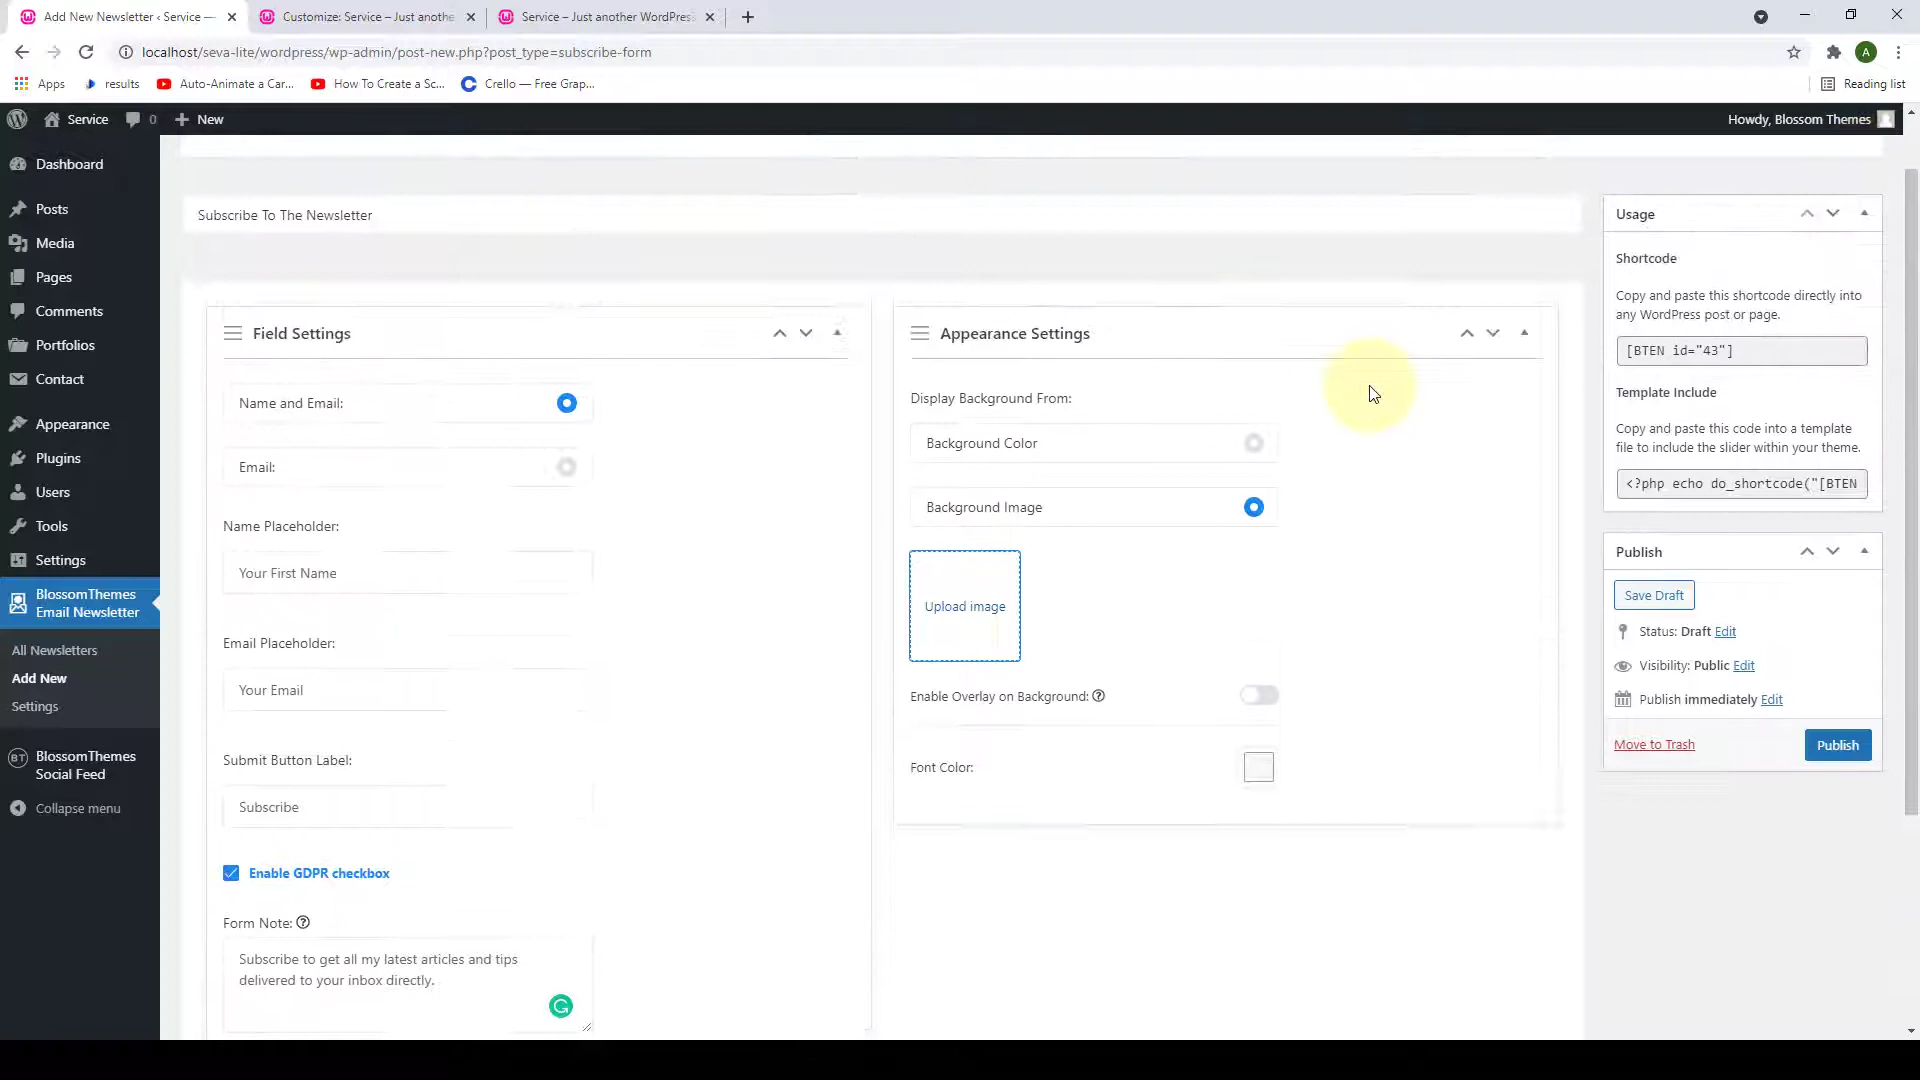 Add New Newsletter ‹ Service —
Customize: Service – Just anothe
Service – Just another WordPres
localhost/seva-lite/wordpress/wp-admin/post-new.php?post_type=subscribe-form
A
Apps
results
Auto-Animate a Car...
How To Create a Sc...
Crello — Free Grap...
Reading list
Service
0
New
Howdy, Blossom Themes
Dashboard
Posts
Media
Pages
Comments
Portfolios
Contact
Appearance
Plugins
Users
Tools
Settings
BlossomThemes
Email Newsletter
All Newsletters
Add New
Settings
BT
BlossomThemes
Social Feed
Collapse menu
Subscribe To The Newsletter
Field Settings
Name and Email:
Email:
Name Placeholder:
Your First Name
Email Placeholder:
Your Email
Submit Button Label:
Subscribe
Enable GDPR checkbox
Form Note:
Subscribe to get all my latest articles and tips
delivered to your inbox directly.
Appearance Settings
Display Background From:
Background Color
Background Image
Upload image
Enable Overlay on Background:
Font Color:
Usage
Shortcode
Copy and paste this shortcode directly into
any WordPress post or page.
[BTEN id="43"]
Template Include
Copy and paste this code into a template
file to include the slider within your theme.
<?php echo do_shortcode("[BTEN
Publish
Save Draft
Status: Draft Edit
Visibility: Public Edit
Publish immediately Edit
Move to Trash
Publish